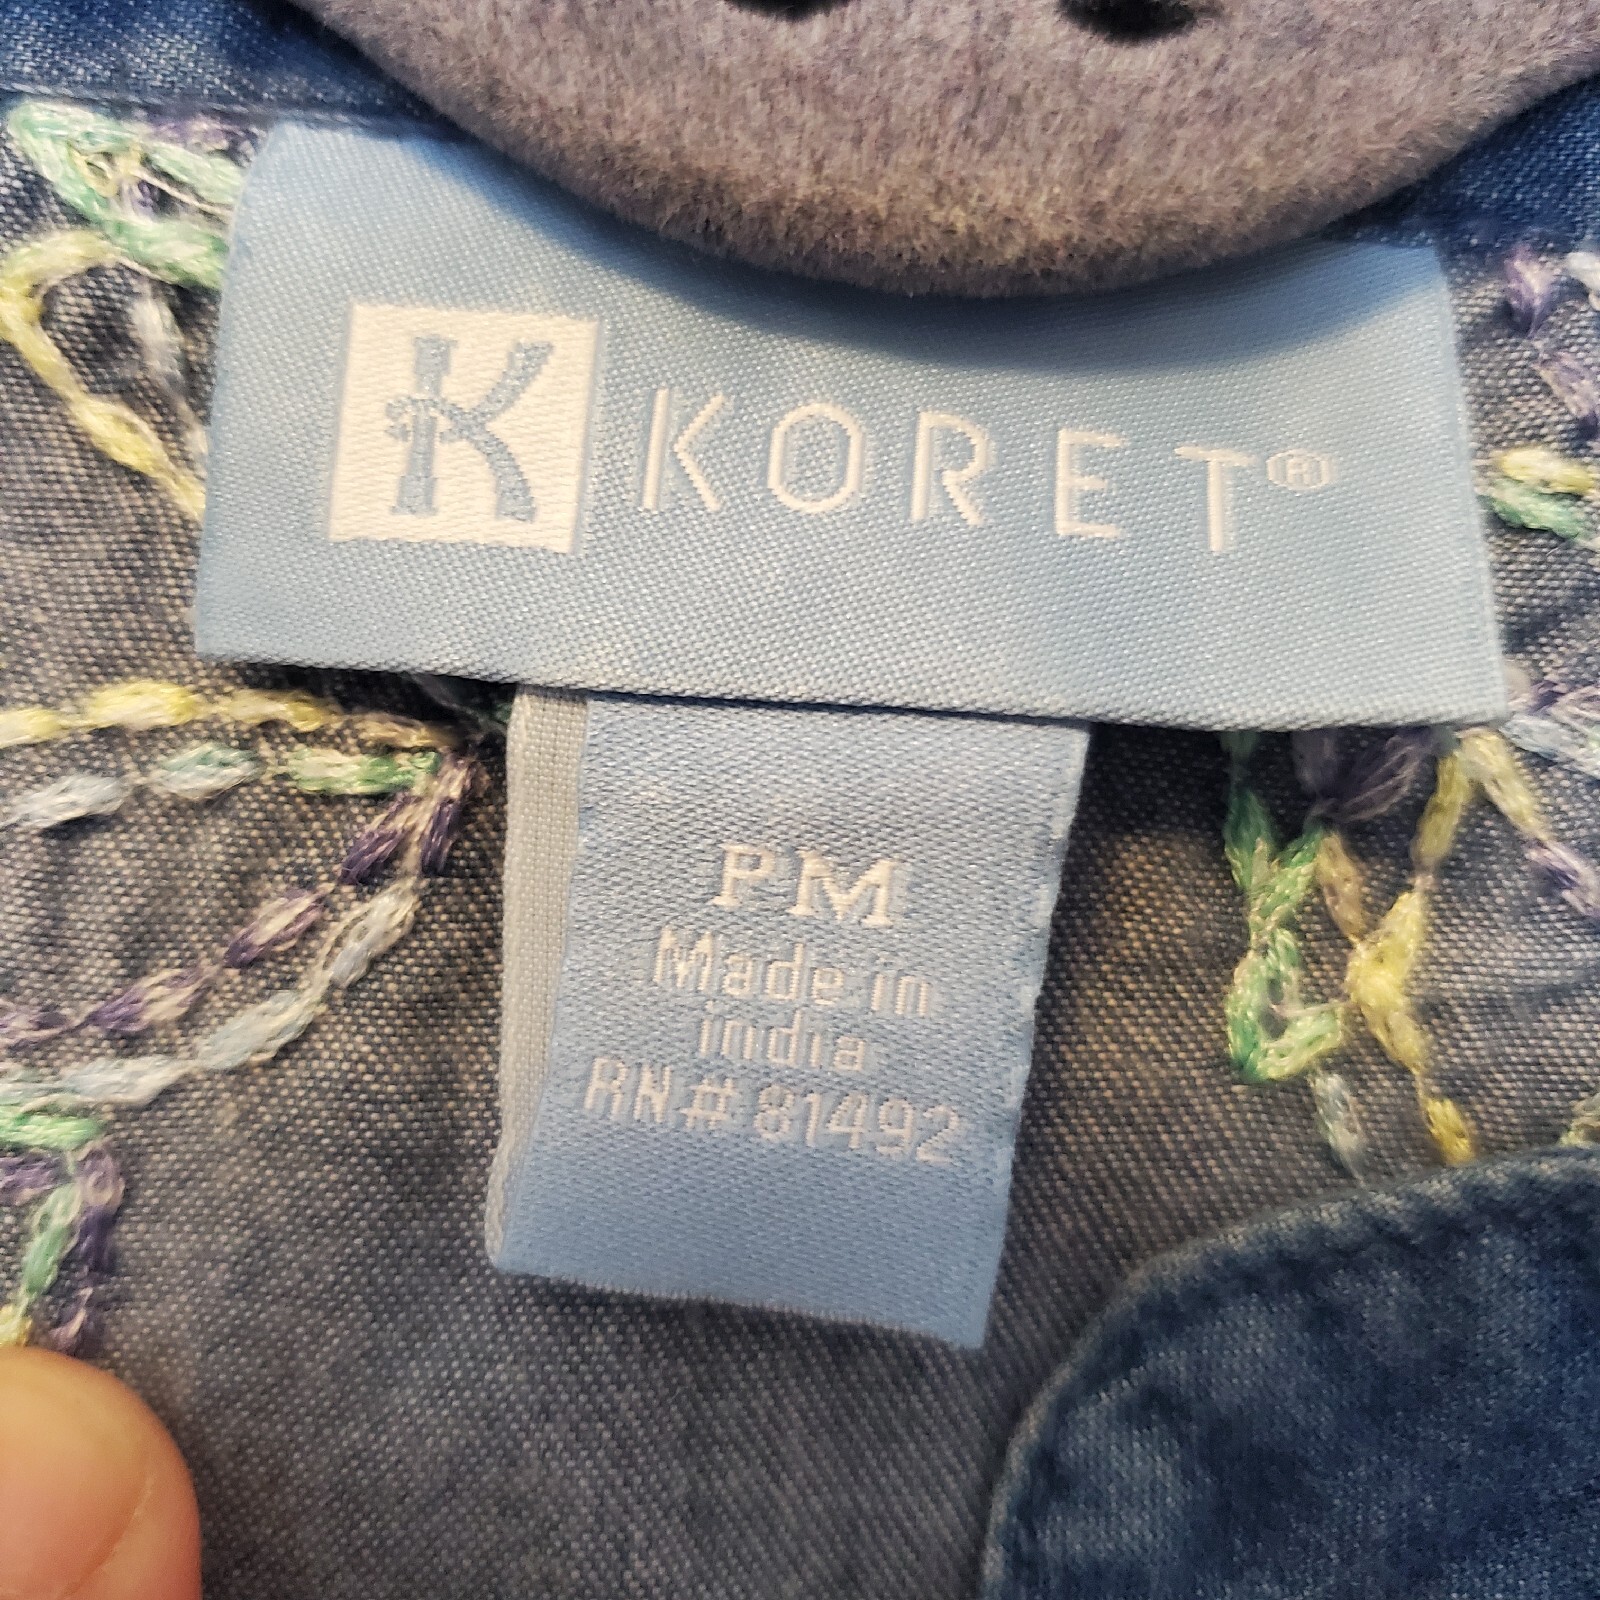 K KORET®
PM
Made in
india
RN# 81492